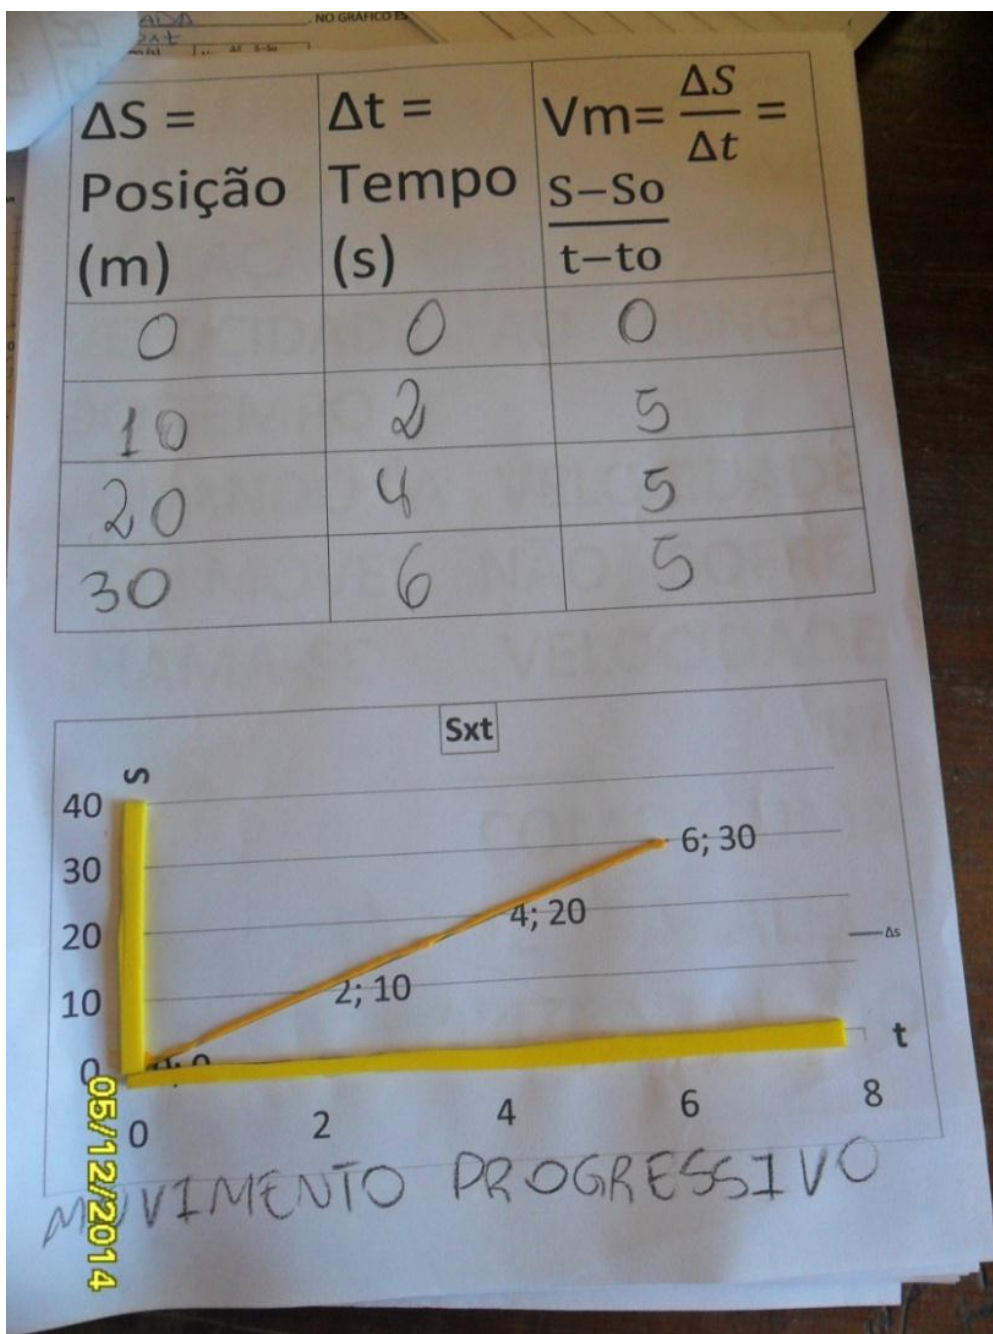 NO GRÁFICO ES
ΔS =
Posição
(m)
Δt =
Tempo
(s)
Vm= ΔS/Δt =
S−So/t−to
0 0 0
10 2 5
20 4 5
30 6 5
Sxt
S
40
30
20
10
0
6; 30
4; 20
2; 10
Δs
t
0 2 4 6 8
MOVIMENTO PROGRESSIVO
05/12/2014